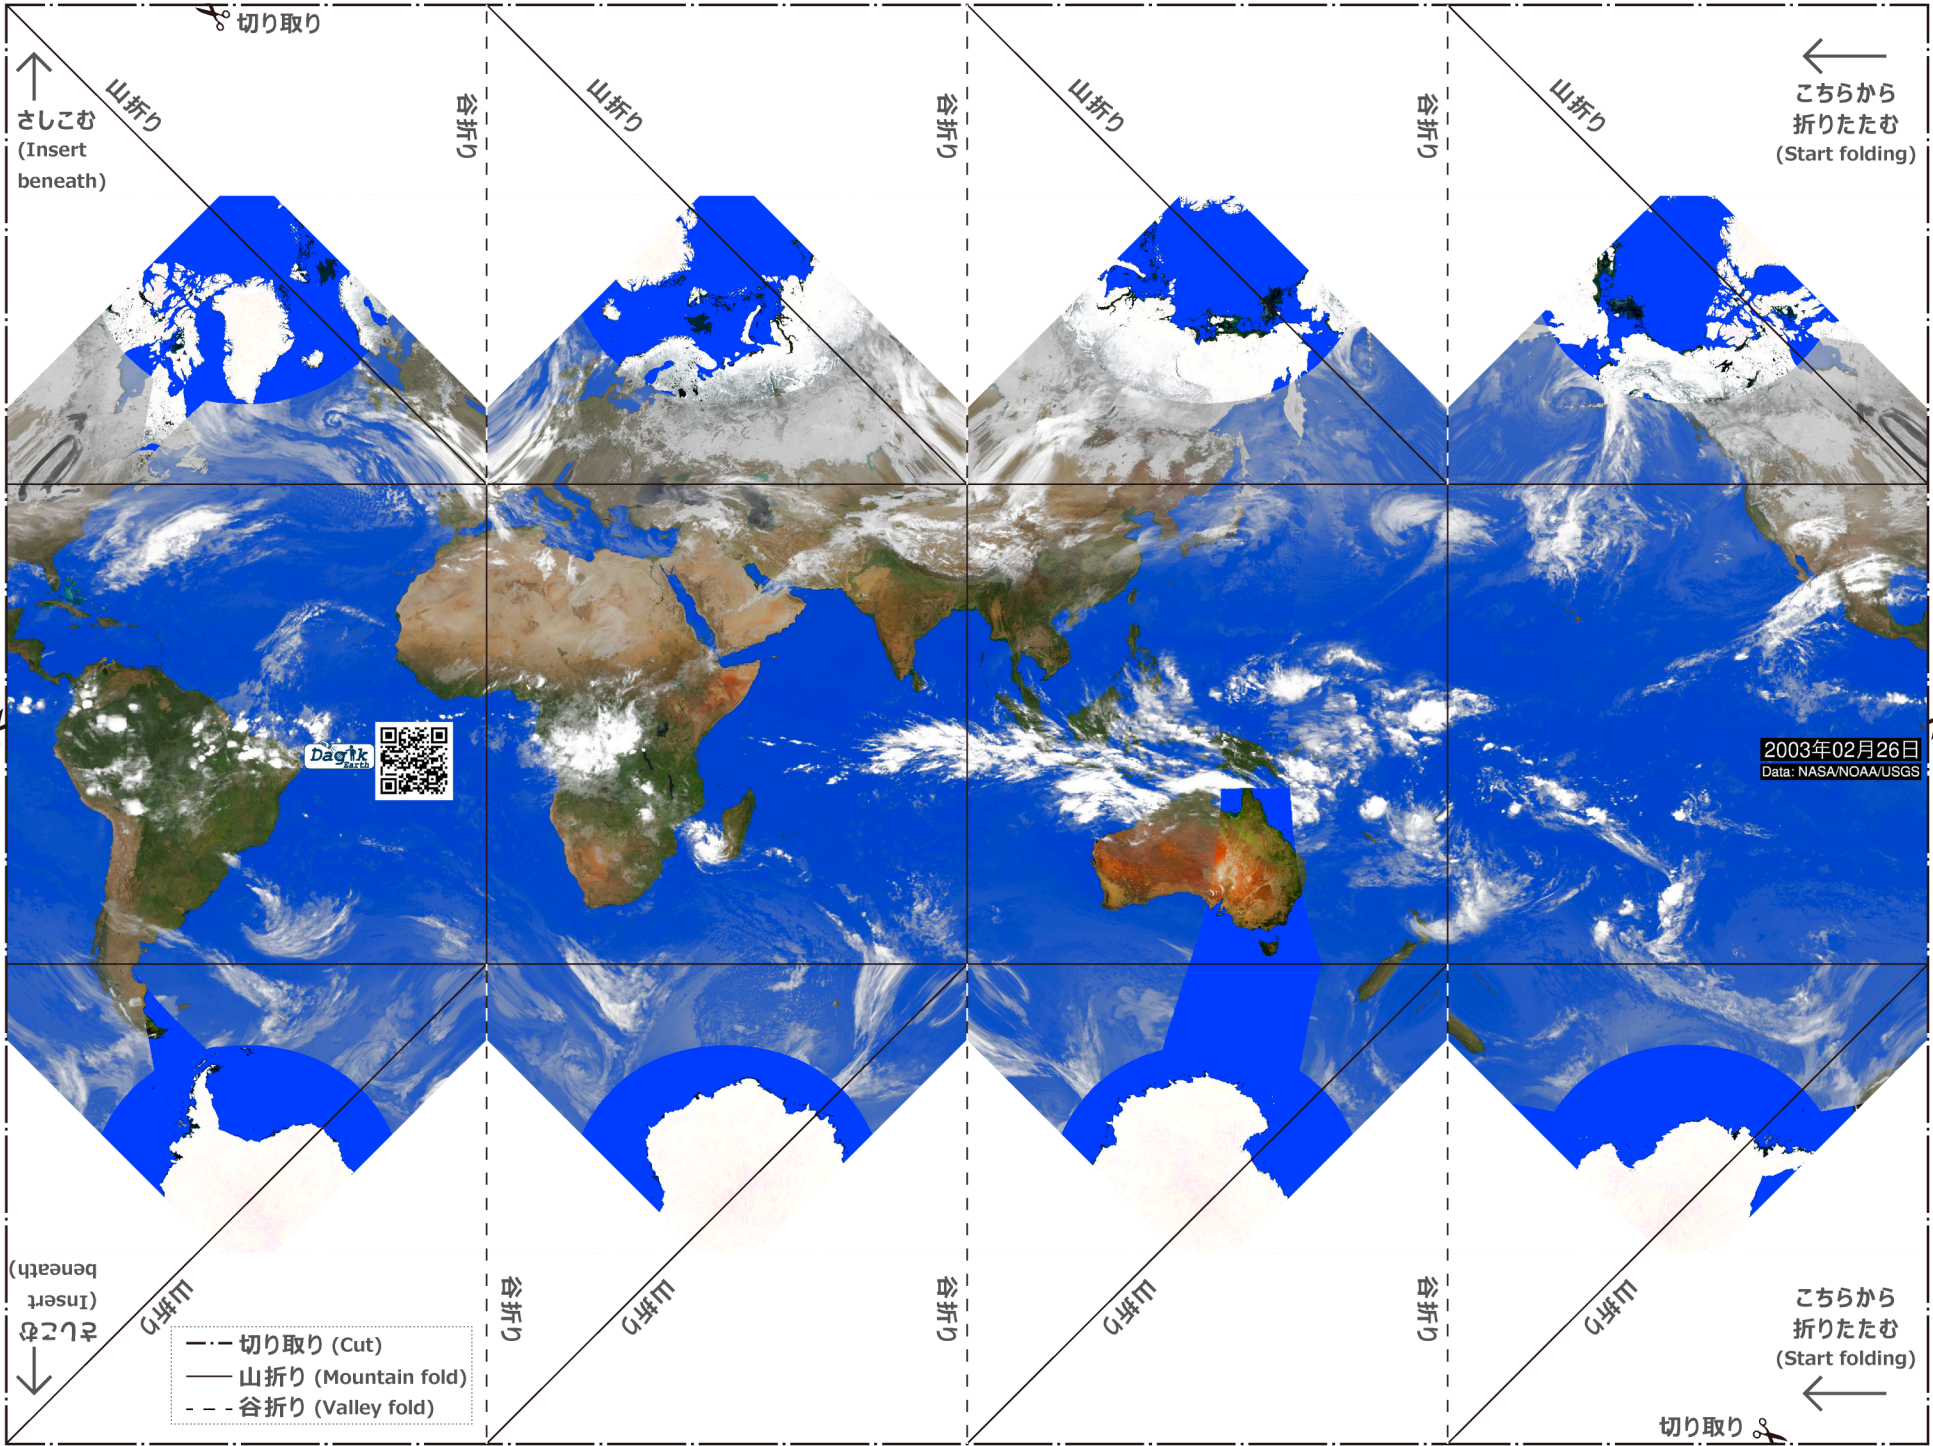 切り取り
山折り
谷折り
山折り
谷折り
山折り
谷折り
山折り
こちらから
折りたたむ
(Start folding)
さしこむ
(Insert
beneath)
Dagik
Earth
2003年02月26日
Data: NASA/NOAA/USGS
さしこむ
(Insert
beneath)
山折り
谷折り
山折り
谷折り
山折り
谷折り
山折り
こちらから
折りたたむ
(Start folding)
切り取り (Cut)
山折り (Mountain fold)
谷折り (Valley fold)
切り取り